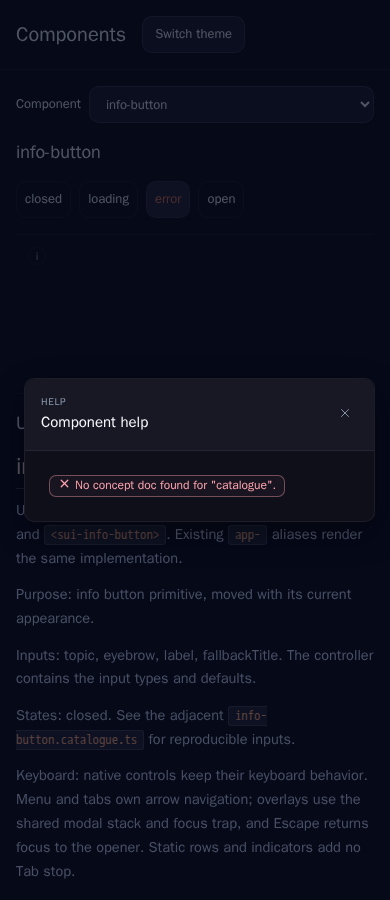 Components
Switch theme
Component
info-button
info-button
closed
loading
error
open
i
HELP
Component help
No concept doc found for "catalogue".
and <sui-info-button>. Existing app- aliases render
the same implementation.
Purpose: info button primitive, moved with its current
appearance.
Inputs: topic, eyebrow, label, fallbackTitle. The controller
contains the input types and defaults.
States: closed. See the adjacent info-
button.catalogue.ts for reproducible inputs.
Keyboard: native controls keep their keyboard behavior.
Menu and tabs own arrow navigation; overlays use the
shared modal stack and focus trap, and Escape returns
focus to the opener. Static rows and indicators add no
Tab stop.